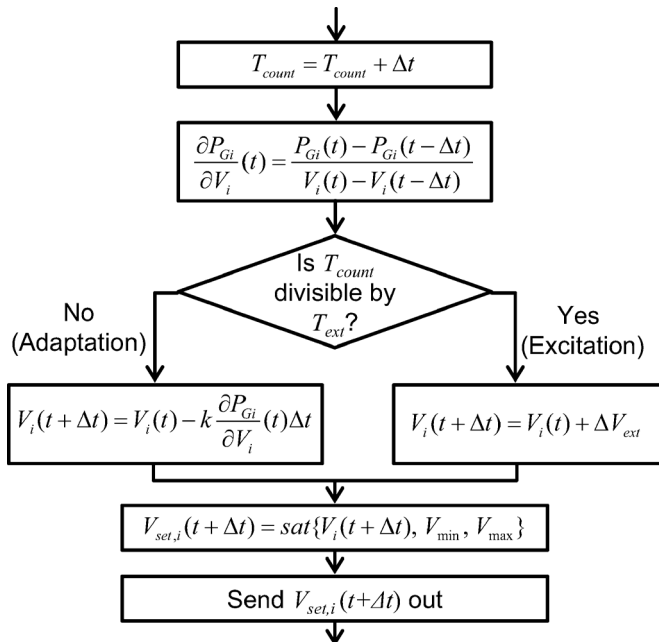 T_count = T_count + Δt
∂P_Gi/∂V_i (t) = (P_Gi(t) − P_Gi(t − Δt)) / (V_i(t) − V_i(t − Δt))
Is T_count
divisible by
T_ext?
No
(Adaptation)
Yes
(Excitation)
V_i(t + Δt) = V_i(t) − k ∂P_Gi/∂V_i (t)Δt
V_i(t + Δt) = V_i(t) + ΔV_ext
V_set,i(t + Δt) = sat{V_i(t + Δt), V_min, V_max}
Send V_set,i(t+Δt) out